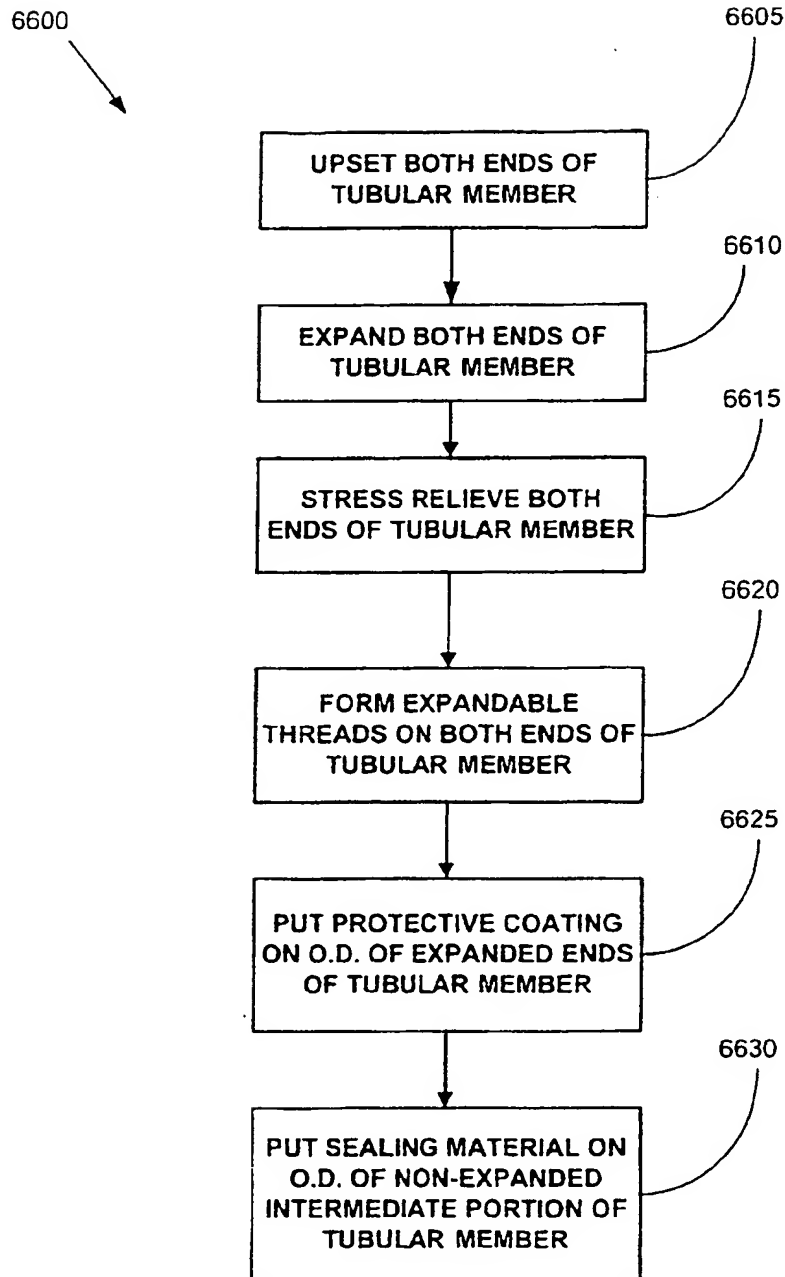 6600
6605
UPSET BOTH ENDS OF
TUBULAR MEMBER
6610
EXPAND BOTH ENDS OF
TUBULAR MEMBER
6615
STRESS RELIEVE BOTH
ENDS OF TUBULAR MEMBER
6620
FORM EXPANDABLE
THREADS ON BOTH ENDS OF
TUBULAR MEMBER
6625
PUT PROTECTIVE COATING
ON O.D. OF EXPANDED ENDS
OF TUBULAR MEMBER
6630
PUT SEALING MATERIAL ON
O.D. OF NON-EXPANDED
INTERMEDIATE PORTION OF
TUBULAR MEMBER